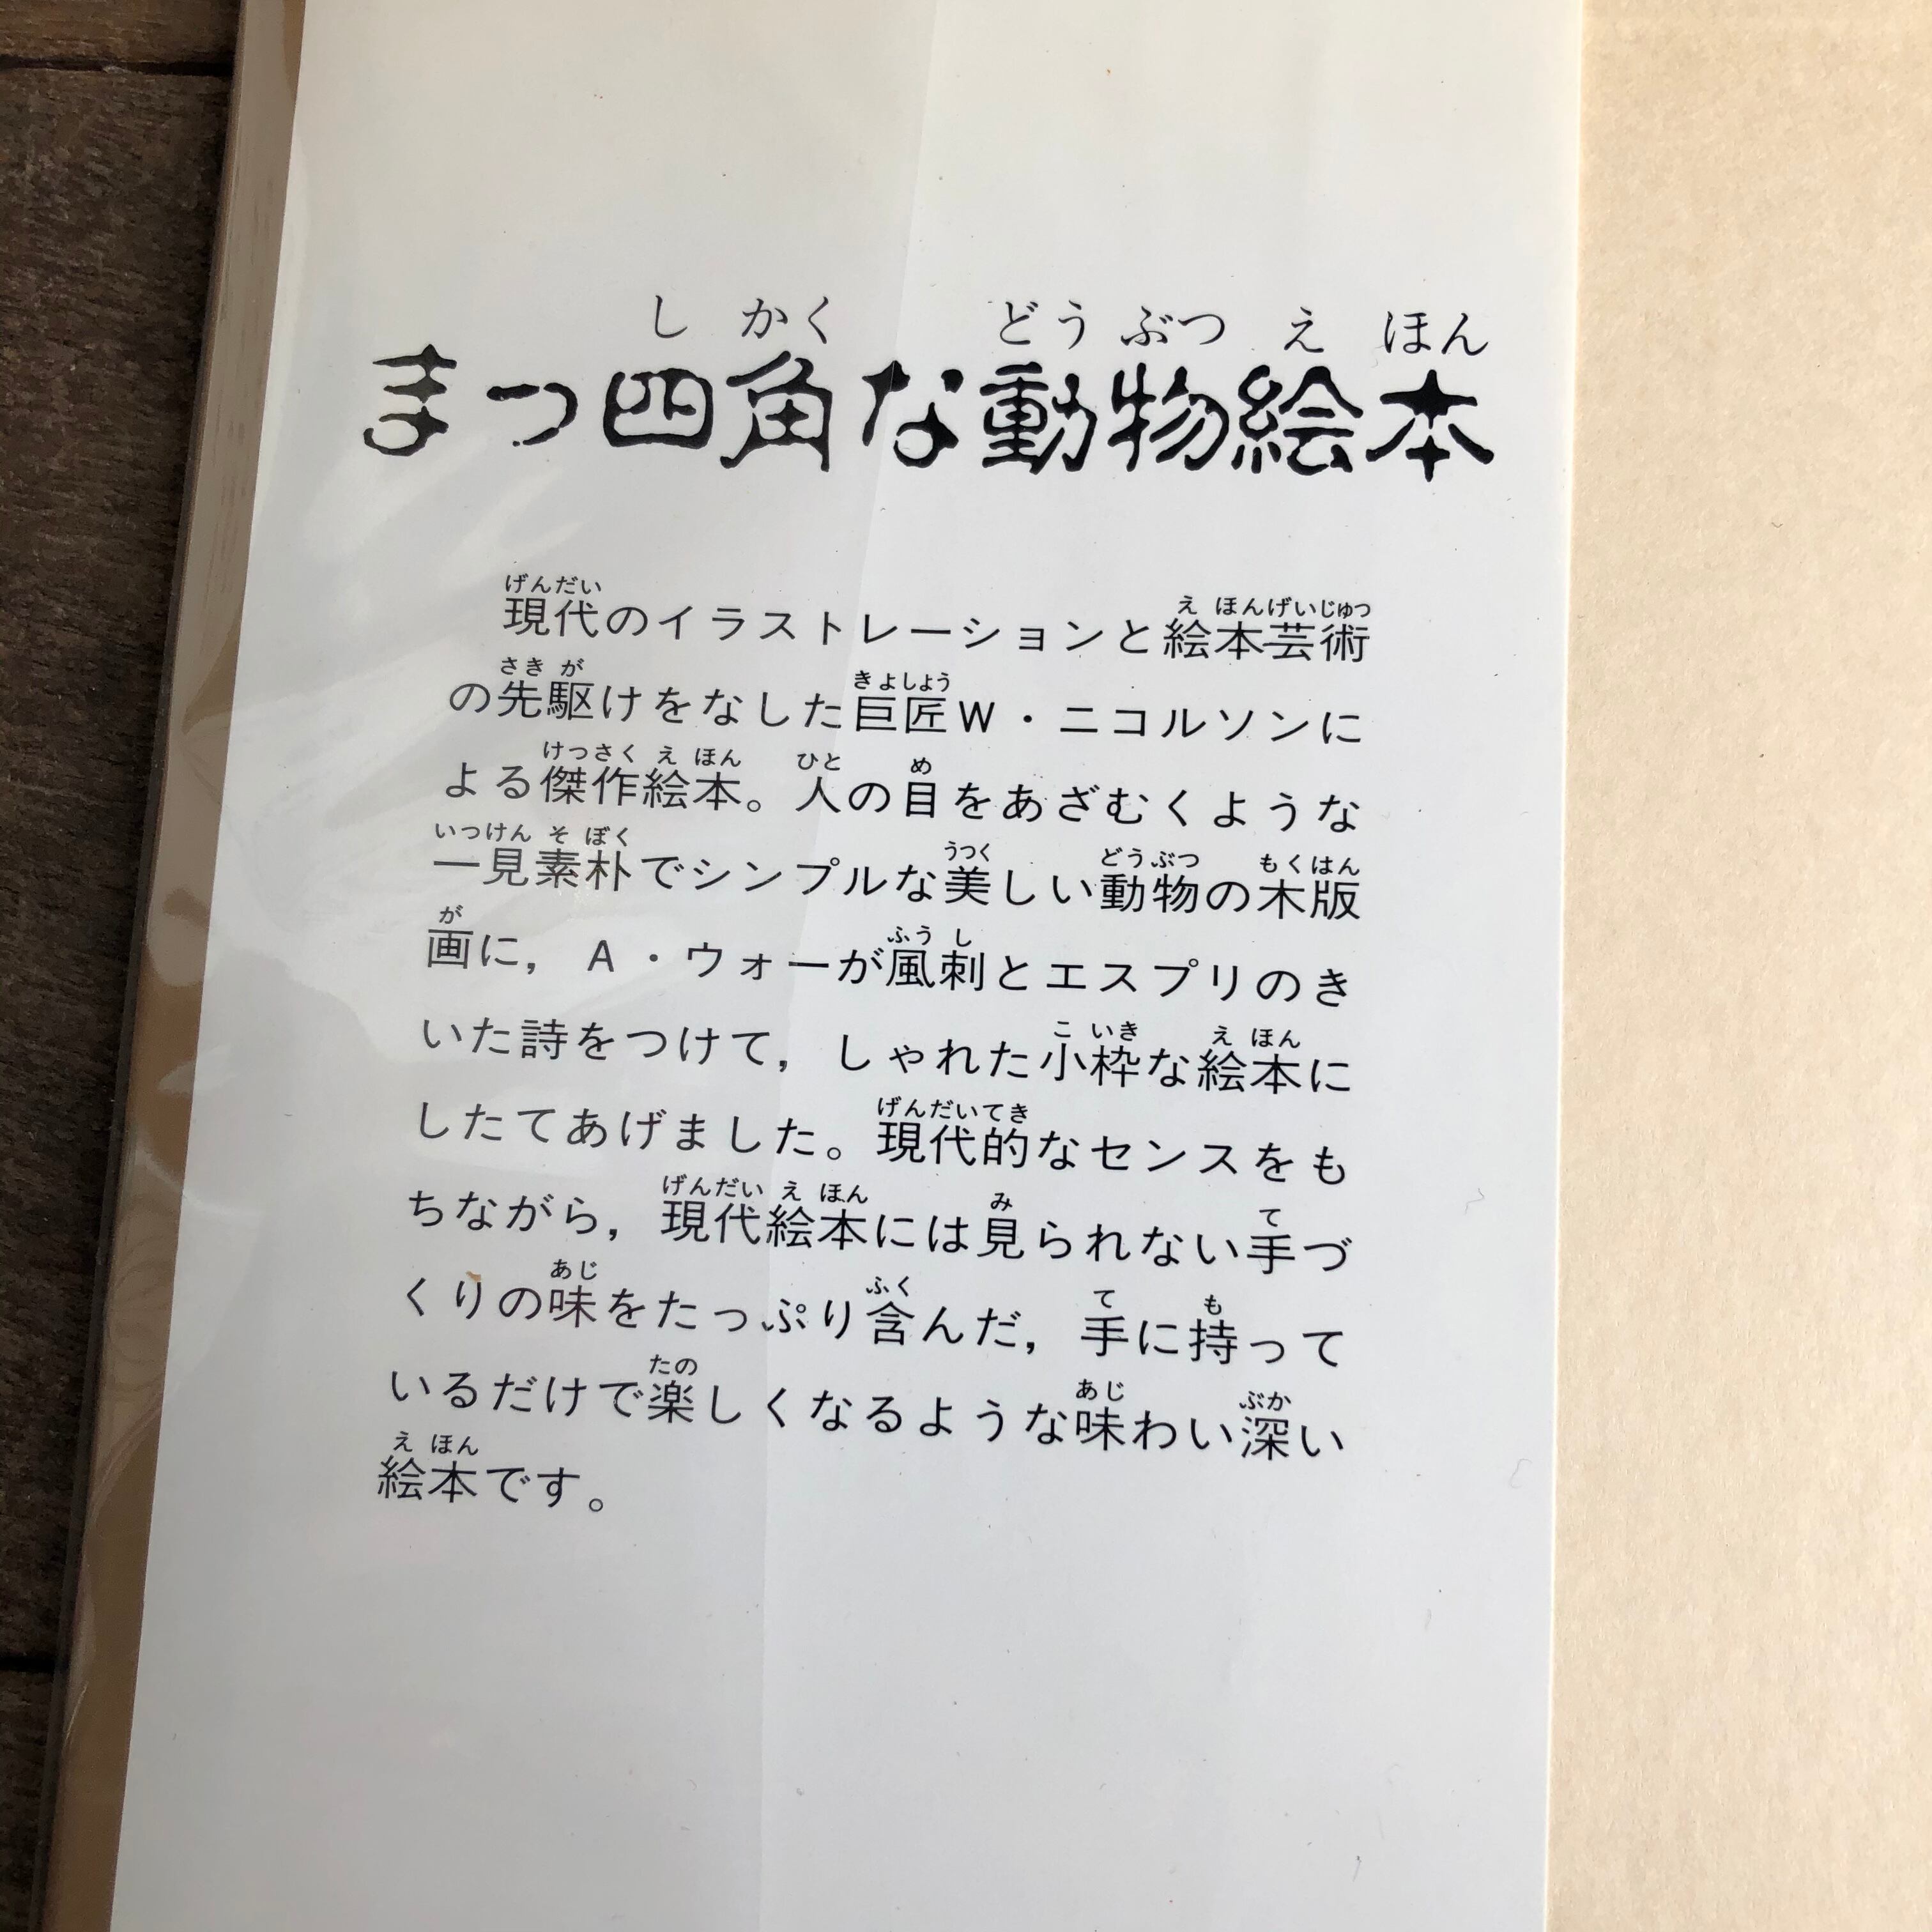 まつ四角な動物絵本
現代のイラストレーションと絵本芸術
の先駆けをなした巨匠W・ニコルソンに
よる傑作絵本。人の目をあざむくような
一見素朴でシンプルな美しい動物の木版
画に，A・ウォーが風刺とエスプリのき
いた詩をつけて，しゃれた小枠な絵本に
したてあげました。現代的なセンスをも
ちながら，現代絵本には見られない手づ
くりの味をたっぷり含んだ，手に持って
いるだけで楽しくなるような味わい深い
絵本です。